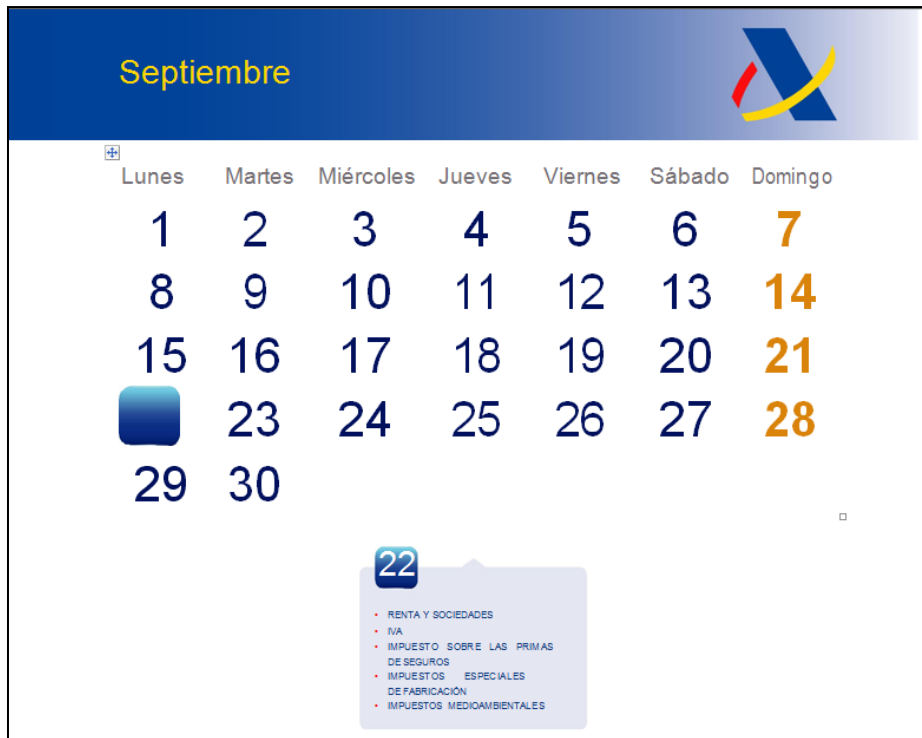 Septiembre
Lunes Martes Miércoles Jueves Viernes Sábado Domingo
1 2 3 4 5 6 7
8 9 10 11 12 13 14
15 16 17 18 19 20 21
23 24 25 26 27 28
29 30
22
• RENTA Y SOCIEDADES
• IVA
• IMPUESTO SOBRE LAS PRIMAS
DE SEGUROS
• IMPUESTOS ESPECIALES
DE FABRICACIÓN
• IMPUESTOS MEDIOAMBIENTALES